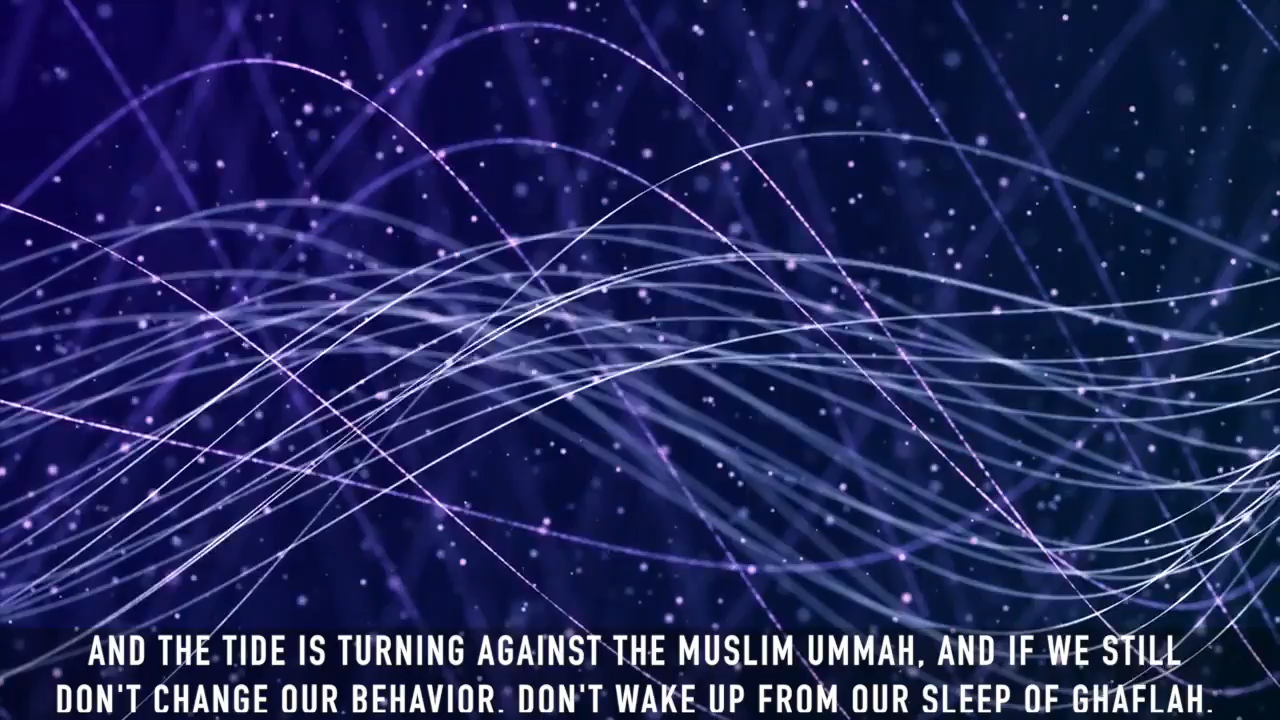 AND THE TIDE IS TURNING AGAINST THE MUSLIM UMMAH, AND IF WE STILL
DON'T CHANGE OUR BEHAVIOR. DON'T WAKE UP FROM OUR SLEEP OF GHAFLAH.